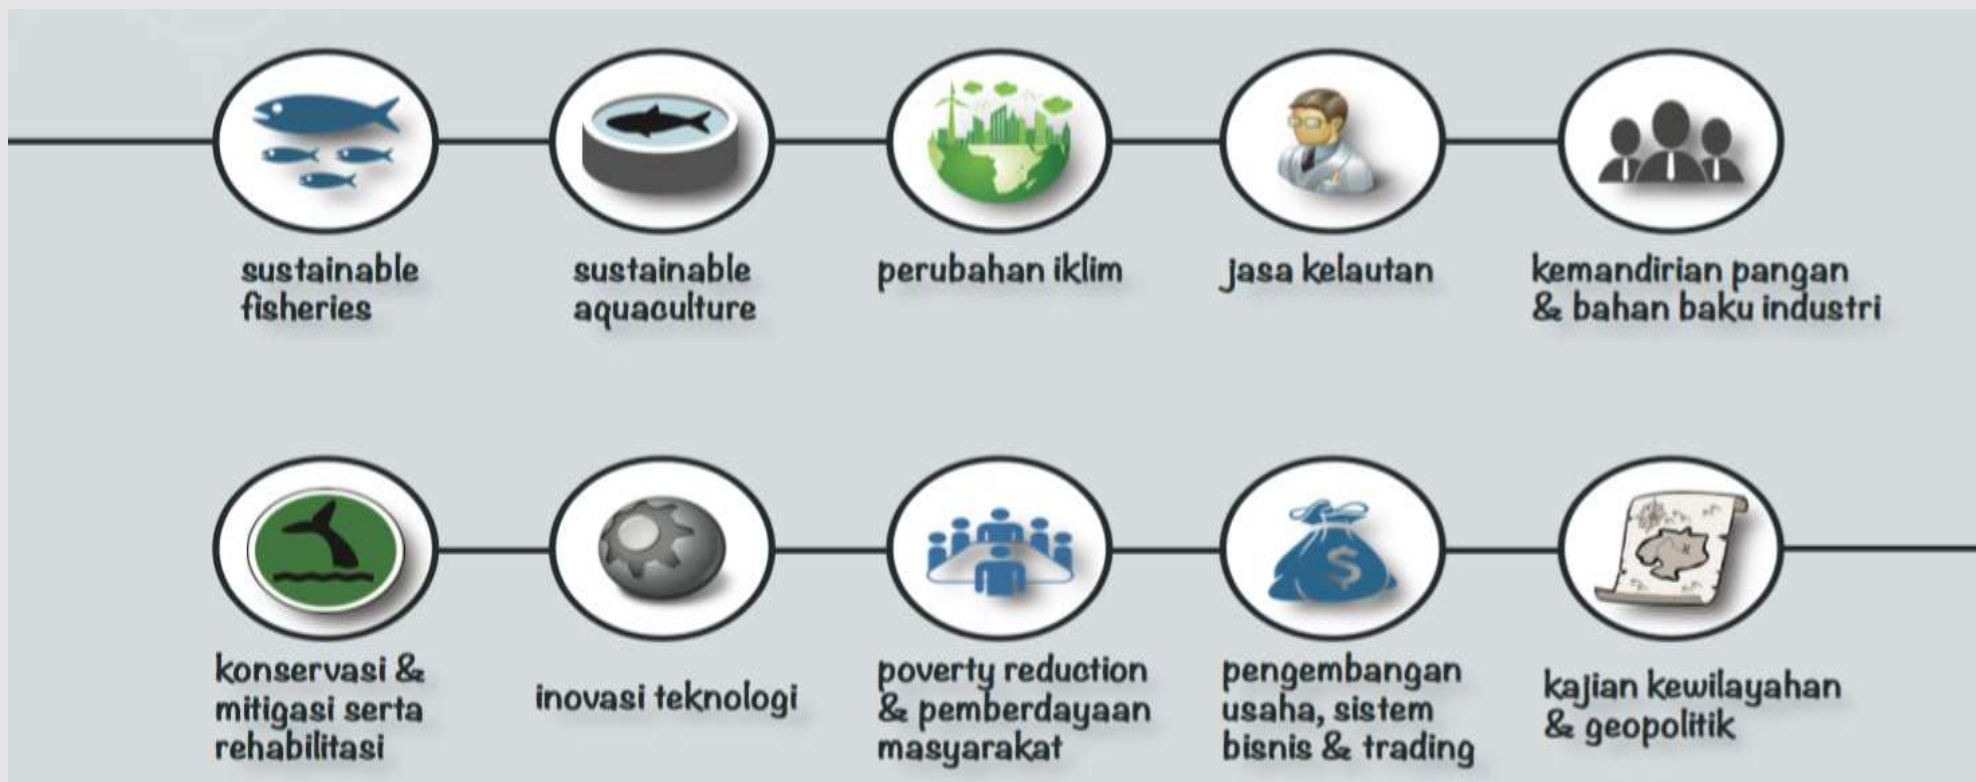 sustainable
fisheries
sustainable
aquaculture
perubahan iklim
jasa kelautan
kemandirian pangan
& bahan baku industri
konservasi &
mitigasi serta
rehabilitasi
inovasi teknologi
poverty reduction
& pemberdayaan
masyarakat
$
pengembangan
usaha, sistem
bisnis & trading
kajian kewilayahan
& geopolitik